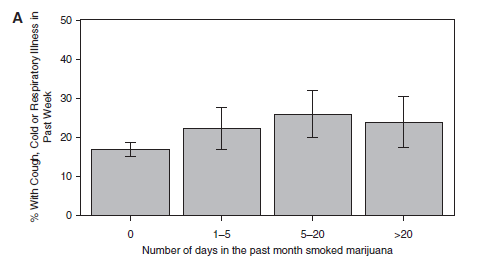 A
% With Cough, Cold or Respiratory Illness in
Past Week
50
40
30
20
10
0
0 1–5 5–20 >20
Number of days in the past month smoked marijuana